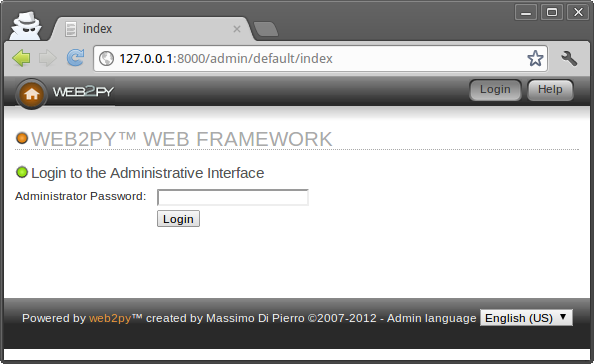 index
127.0.0.1:8000/admin/default/index
WEB2PY
Login
Help
WEB2PY™ WEB FRAMEWORK
Login to the Administrative Interface
Administrator Password:
Login
Powered by web2py™ created by Massimo Di Pierro ©2007-2012 - Admin language English (US)